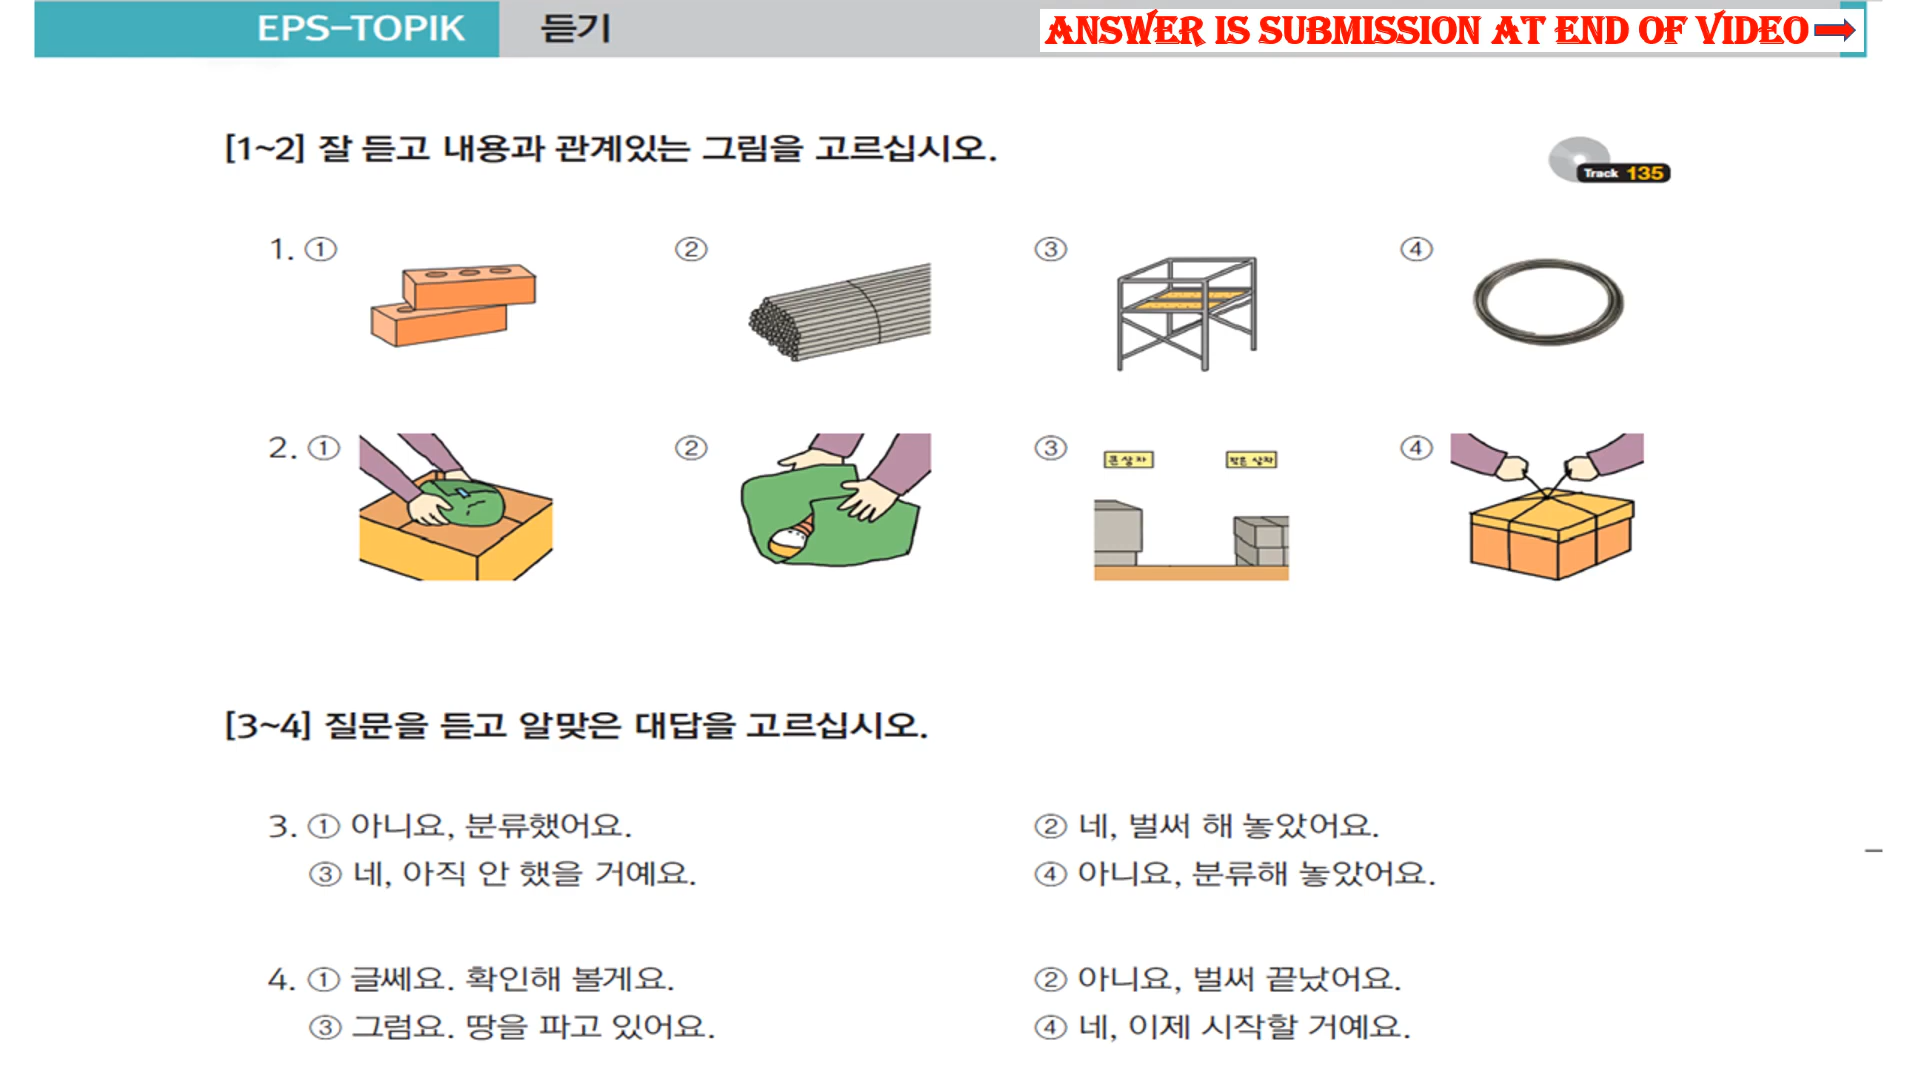 EPS-TOPIK 듣기 ANSWER IS SUBMISSION AT END OF VIDEO
[1~2] 잘 듣고 내용과 관계있는 그림을 고르십시오.
Track 135
1. ① ② ③ ④
2. ① ② ③ ④
큰 상자 작은 상자
[3~4] 질문을 듣고 알맞은 대답을 고르십시오.
3. ① 아니요, 분류했어요. ② 네, 벌써 해 놓았어요.
③ 네, 아직 안 했을 거예요. ④ 아니요, 분류해 놓았어요.
4. ① 글쎄요. 확인해 볼게요. ② 아니요, 벌써 끝났어요.
③ 그럼요. 땅을 파고 있어요. ④ 네, 이제 시작할 거예요.